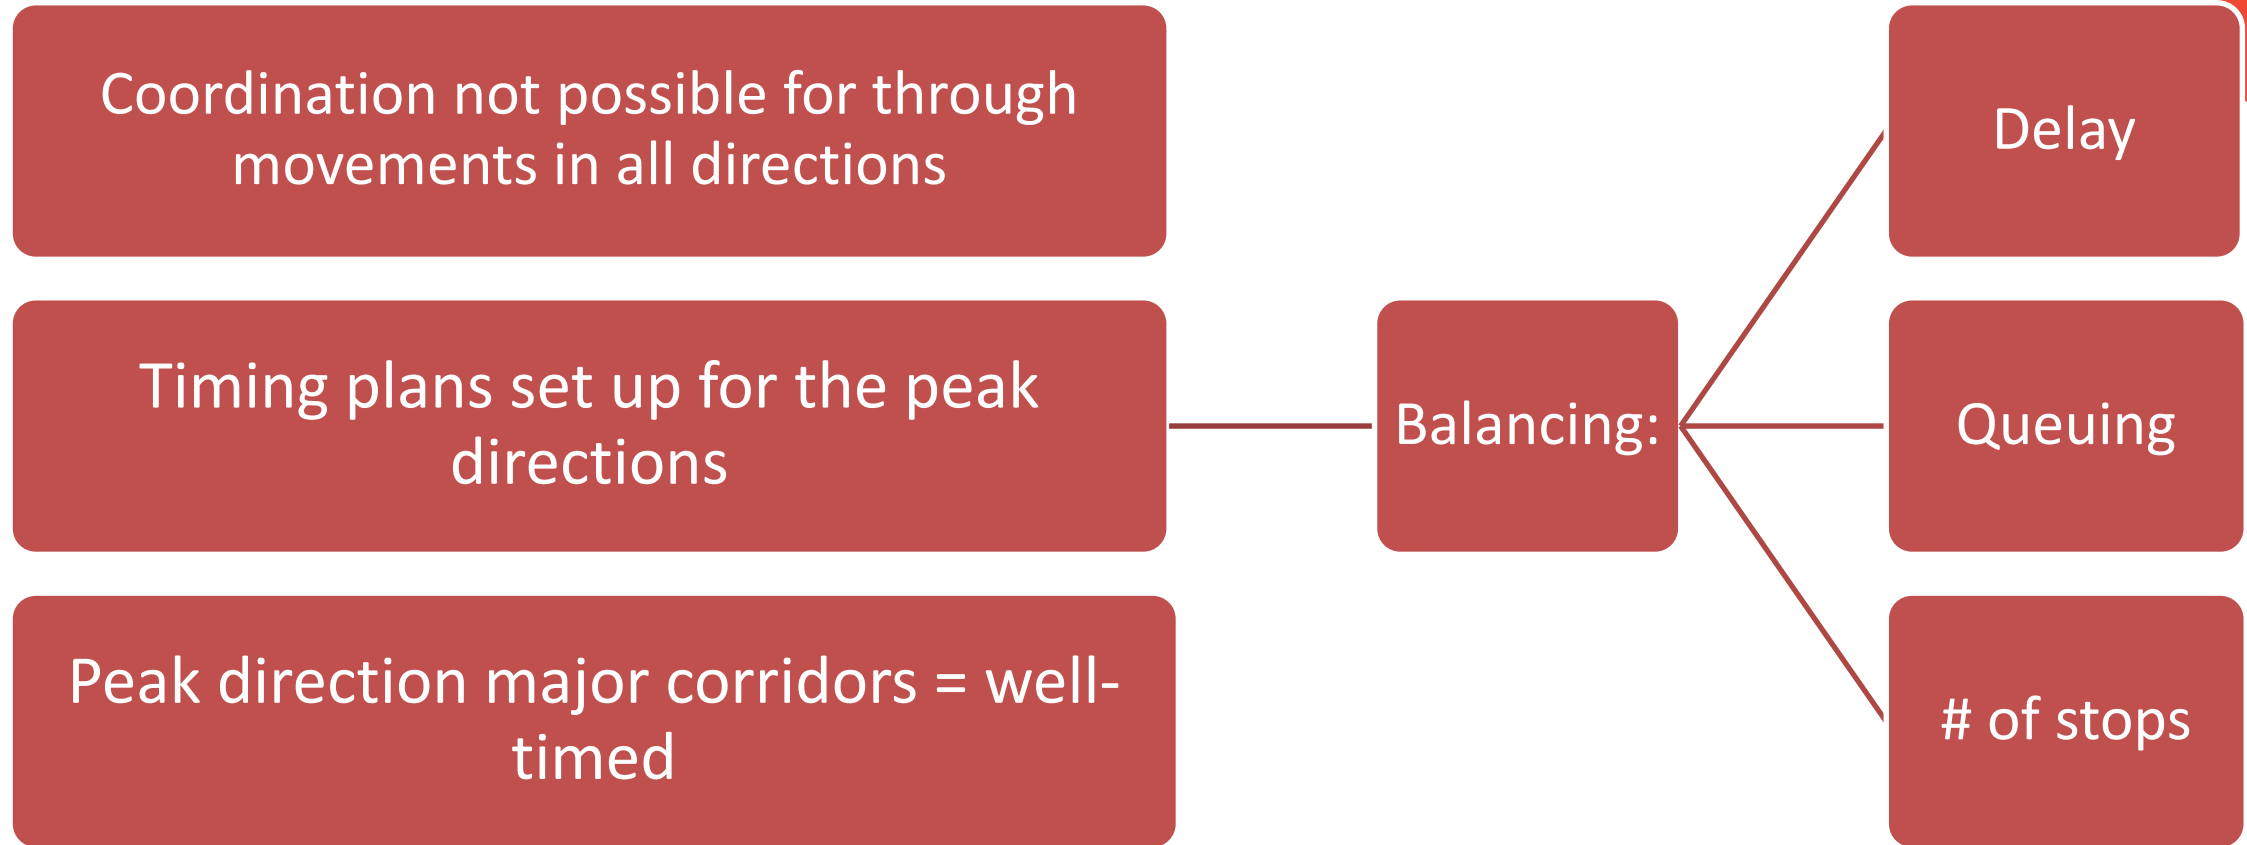 Coordination not possible for through
movements in all directions
Timing plans set up for the peak
directions
Peak direction major corridors = well-
timed
Balancing:
Delay
Queuing
# of stops